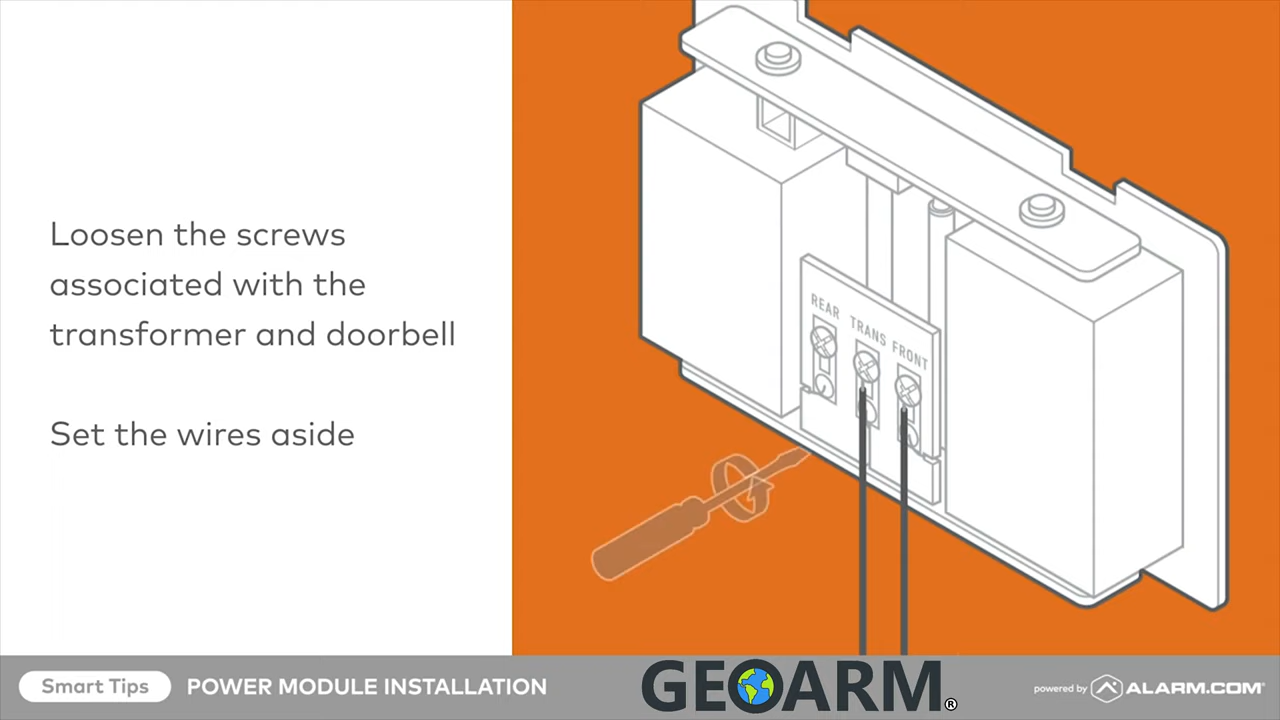 Loosen the screws
associated with the
transformer and doorbell
Set the wires aside
REAR
TRANS
FRONT
Smart Tips
POWER MODULE INSTALLATION
GEOARM®
powered by ALARM.COM®